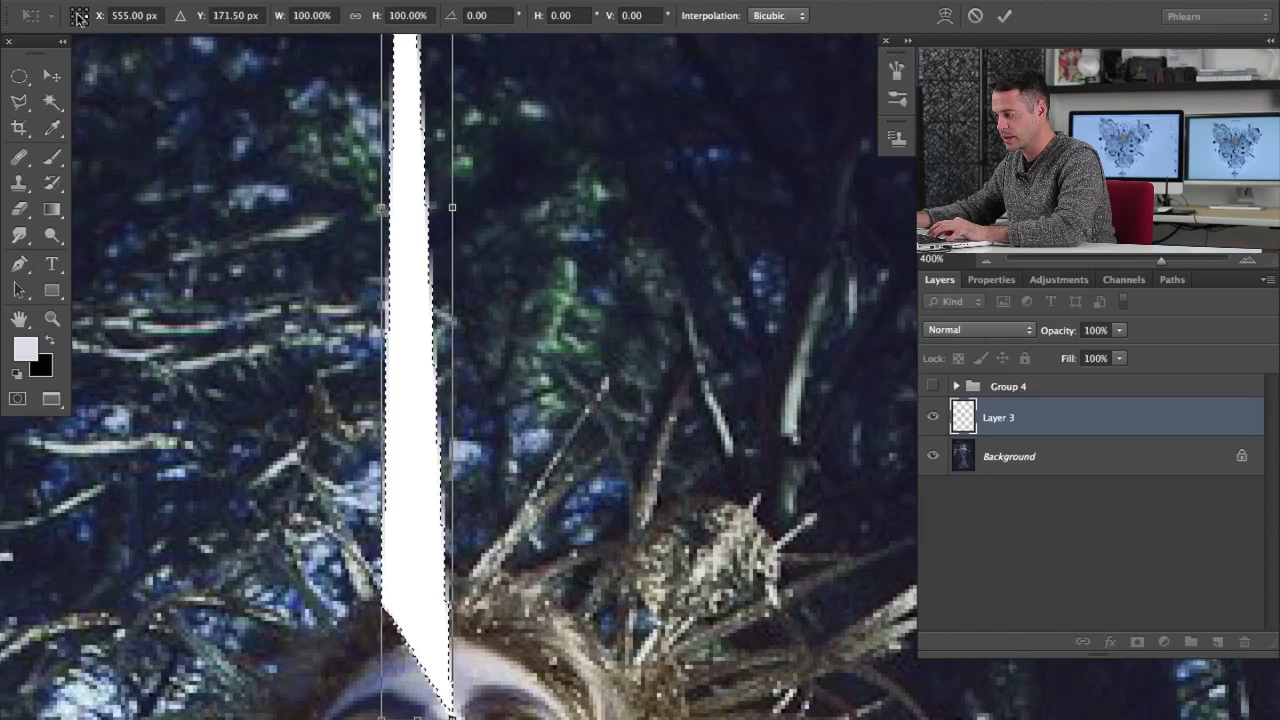 X: 555.00 px Y: 171.50 px W: 100.00% H: 100.00% 0.00 ° H: 0.00 ° V: 0.00 ° Interpolation: Bicubic Phlearn
400%
Layers Properties Adjustments Channels Paths
Kind T
Normal Opacity: 100%
Lock: Fill: 100%
Group 4
Layer 3
Background
T
fx